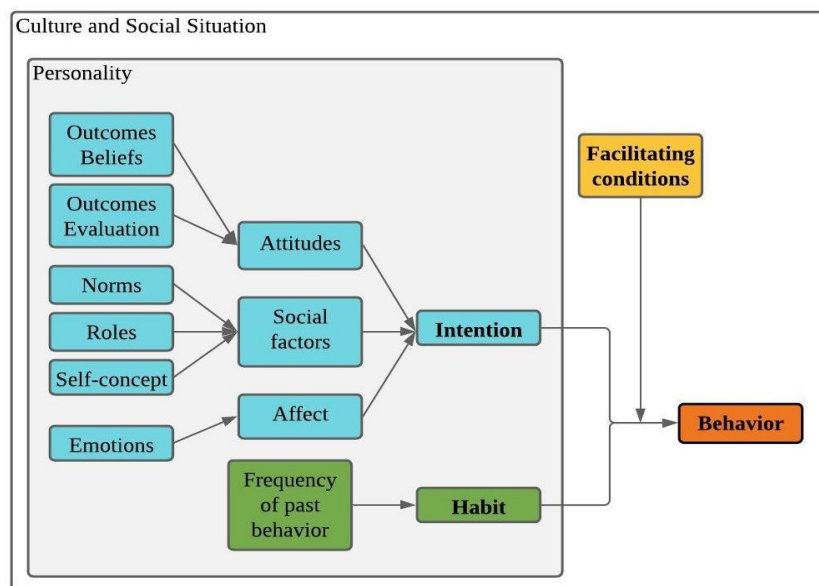 Culture and Social Situation
Personality
Outcomes
Beliefs
Outcomes
Evaluation
Norms
Roles
Self-concept
Emotions
Attitudes
Social
factors
Affect
Frequency
of past
behavior
Intention
Habit
Facilitating
conditions
Behavior